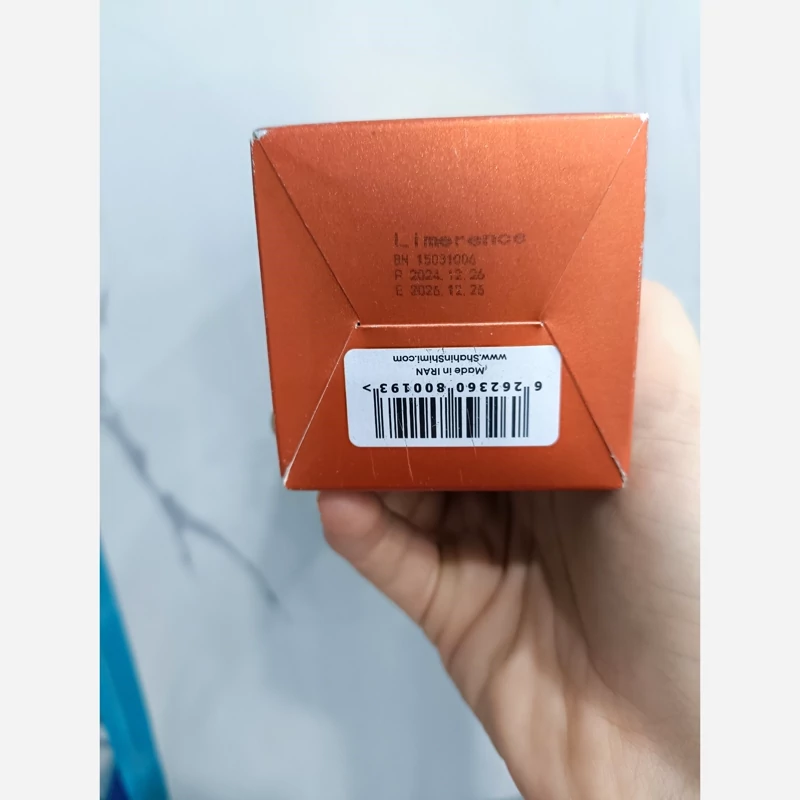 Limerence
BN 15031006
P 2024.12.26
E 2026.12.25
6 262360 800193 >
Made in IRAN
www.ShahinShimi.com